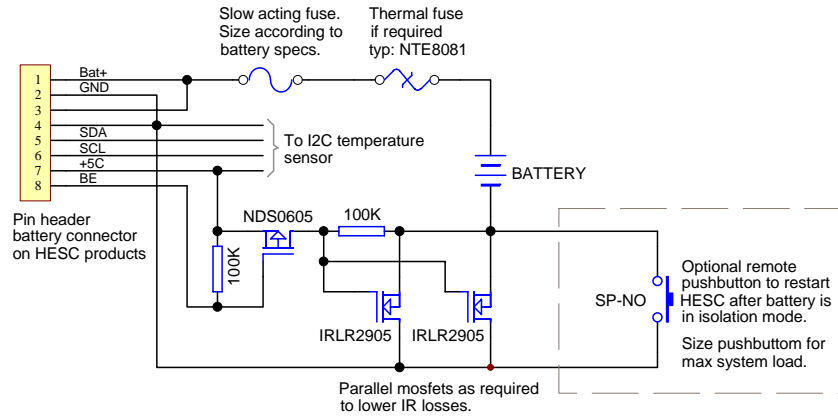 Slow acting fuse.
Size according to
battery specs.
Thermal fuse
if required
typ: NTE8081
1
2
3
4
5
6
7
8
Bat+
GND
SDA
SCL
+5C
BE
To I2C temperature
sensor
BATTERY
Pin header
battery connector
on HESC products
NDS0605
100K
100K
IRLR2905
IRLR2905
SP-NO
Optional remote
pushbutton to restart
HESC after battery is
in isolation mode.
Size pushbuttom for
max system load.
Parallel mosfets as required
to lower IR losses.